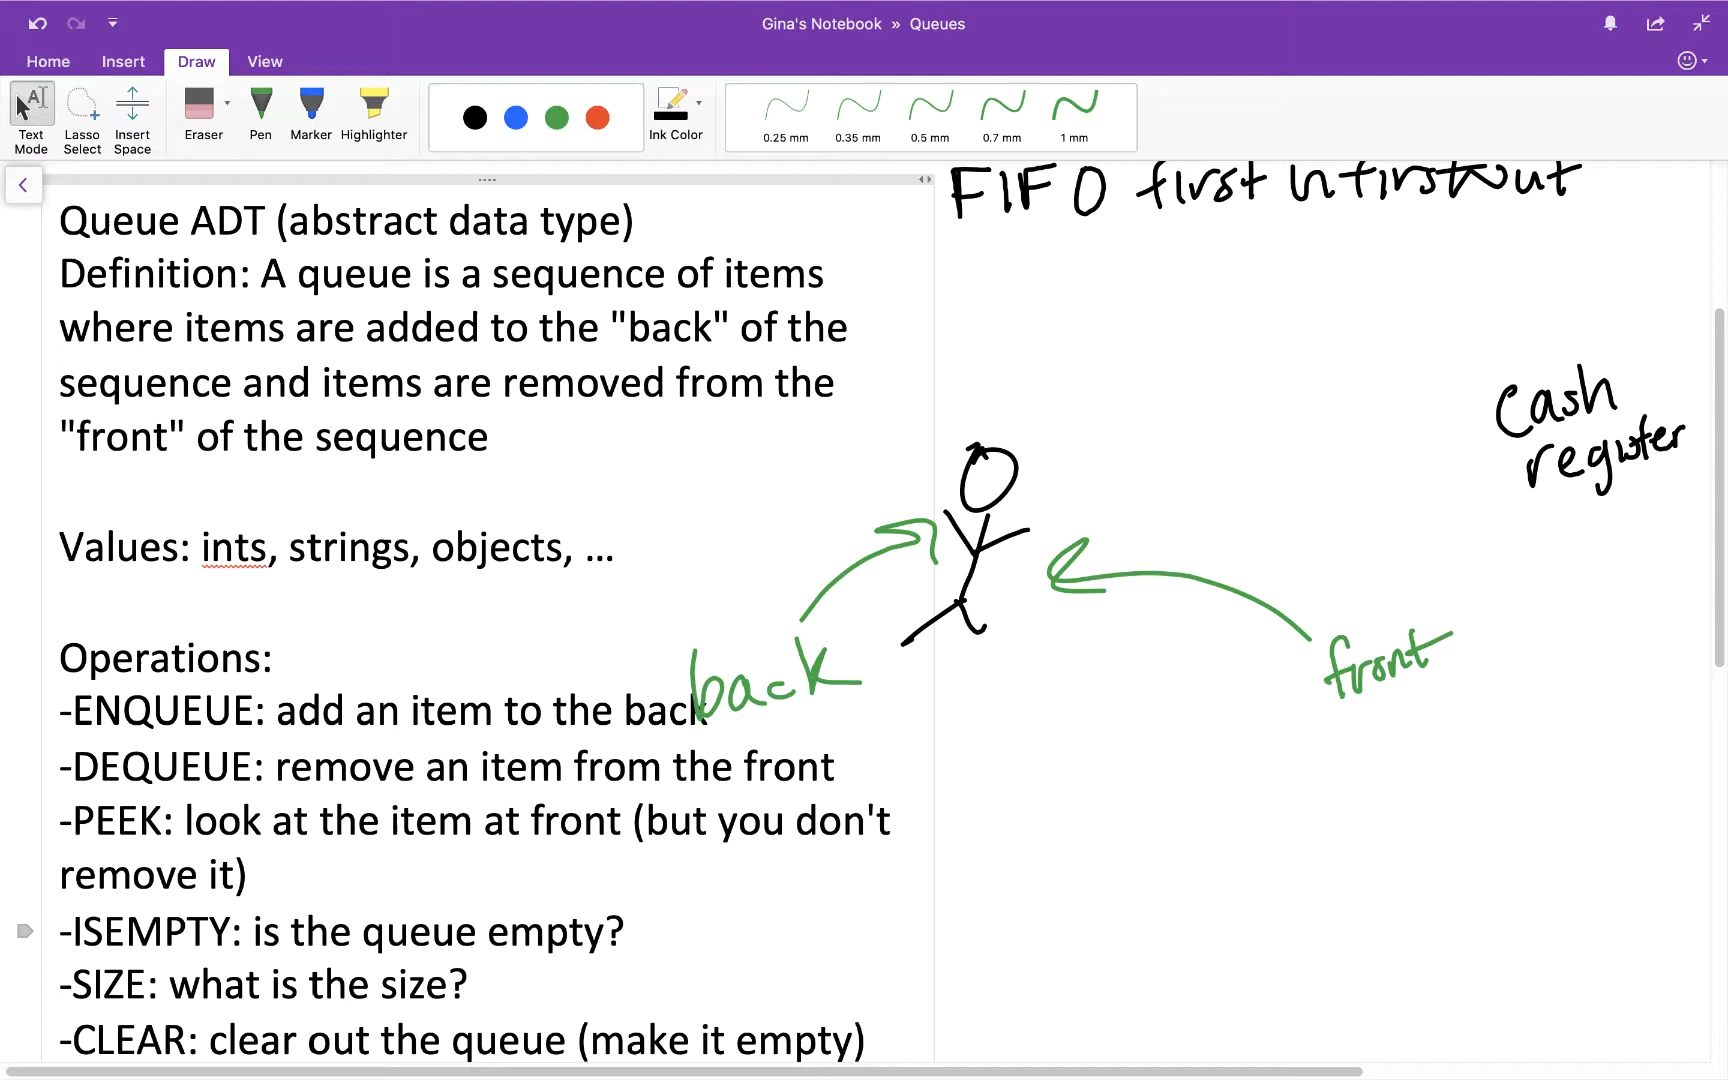 Gina's Notebook » Queues
Home Insert Draw View
Text Mode
Lasso Select
Insert Space
Eraser
Pen
Marker
Highlighter
Ink Color
0.25 mm
0.35 mm
0.5 mm
0.7 mm
1 mm
Queue ADT (abstract data type)
Definition: A queue is a sequence of items
where items are added to the "back" of the
sequence and items are removed from the
"front" of the sequence
Values: ints, strings, objects, ...
Operations:
-ENQUEUE: add an item to the back
-DEQUEUE: remove an item from the front
-PEEK: look at the item at front (but you don't
remove it)
-ISEMPTY: is the queue empty?
-SIZE: what is the size?
-CLEAR: clear out the queue (make it empty)
FIFO first in first out
Cash
register
back
front